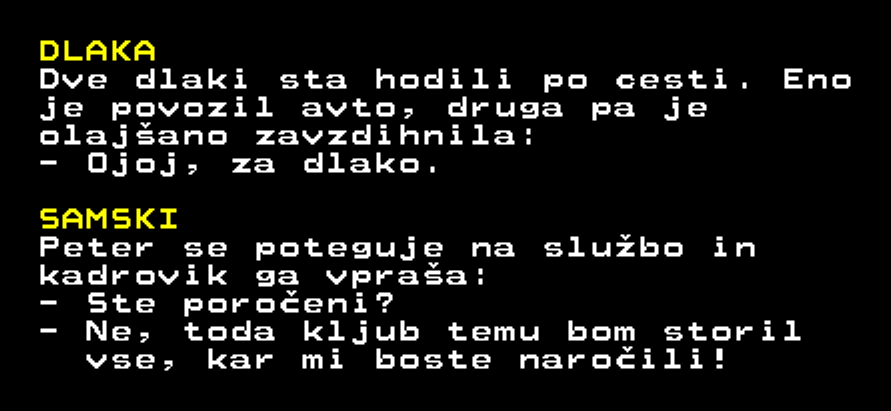 DLAKA
Dve dlaki sta hodili po cesti. Eno
je povozil avto, druga pa je
olajšano zavzdihnila:
- Ojoj, za dlako.
SAMSKI
Peter se poteguje na službo in
kadrovik ga vpraša:
- Ste poročeni?
- Ne, toda kljub temu bom storil
vse, kar mi boste naročili!